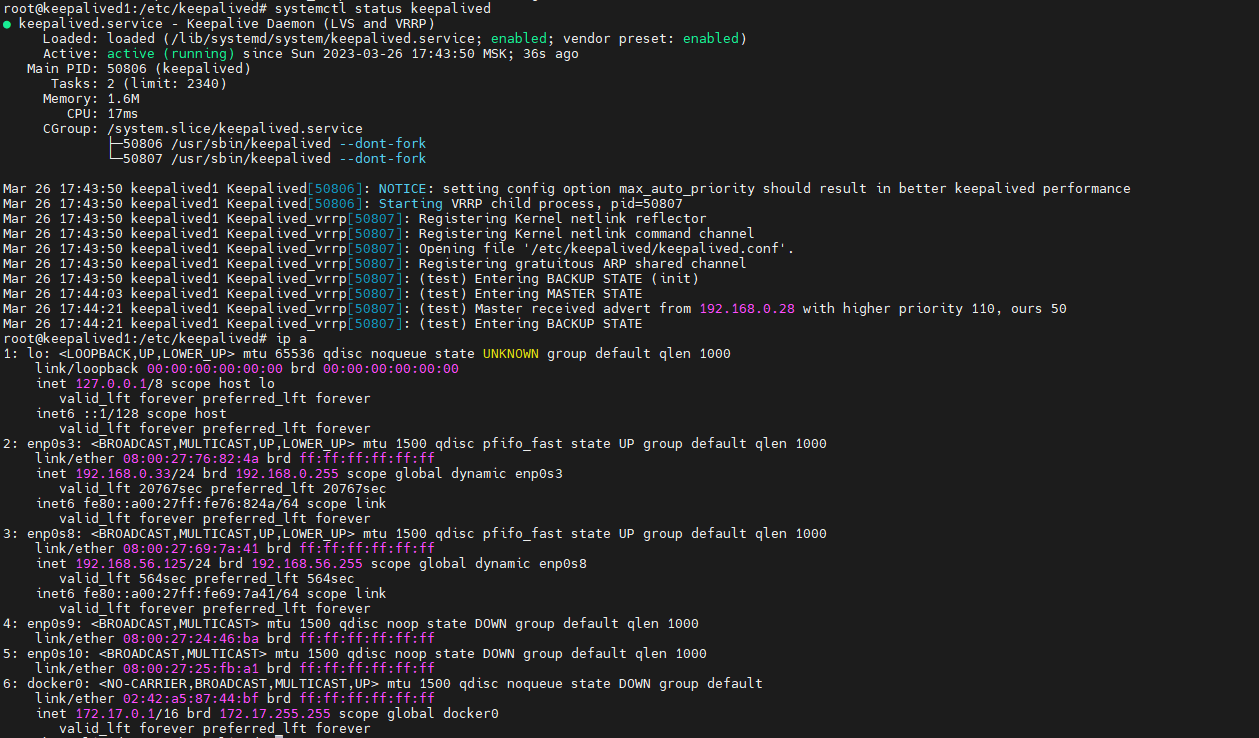 root@keepalived1:/etc/keepalived# systemctl status keepalived
● keepalived.service - Keepalive Daemon (LVS and VRRP)
     Loaded: loaded (/lib/systemd/system/keepalived.service; enabled; vendor preset: enabled)
     Active: active (running) since Sun 2023-03-26 17:43:50 MSK; 36s ago
   Main PID: 50806 (keepalived)
      Tasks: 2 (limit: 2340)
     Memory: 1.6M
        CPU: 17ms
     CGroup: /system.slice/keepalived.service
             ├─50806 /usr/sbin/keepalived --dont-fork
             └─50807 /usr/sbin/keepalived --dont-fork

Mar 26 17:43:50 keepalived1 Keepalived[50806]: NOTICE: setting config option max_auto_priority should result in better keepalived performance
Mar 26 17:43:50 keepalived1 Keepalived[50806]: Starting VRRP child process, pid=50807
Mar 26 17:43:50 keepalived1 Keepalived_vrrp[50807]: Registering Kernel netlink reflector
Mar 26 17:43:50 keepalived1 Keepalived_vrrp[50807]: Registering Kernel netlink command channel
Mar 26 17:43:50 keepalived1 Keepalived_vrrp[50807]: Opening file '/etc/keepalived/keepalived.conf'.
Mar 26 17:43:50 keepalived1 Keepalived_vrrp[50807]: Registering gratuitous ARP shared channel
Mar 26 17:43:50 keepalived1 Keepalived_vrrp[50807]: (test) Entering BACKUP STATE (init)
Mar 26 17:44:03 keepalived1 Keepalived_vrrp[50807]: (test) Entering MASTER STATE
Mar 26 17:44:21 keepalived1 Keepalived_vrrp[50807]: (test) Master received advert from 192.168.0.28 with higher priority 110, ours 50
Mar 26 17:44:21 keepalived1 Keepalived_vrrp[50807]: (test) Entering BACKUP STATE
root@keepalived1:/etc/keepalived# ip a
1: lo: <LOOPBACK,UP,LOWER_UP> mtu 65536 qdisc noqueue state UNKNOWN group default qlen 1000
    link/loopback 00:00:00:00:00:00 brd 00:00:00:00:00:00
    inet 127.0.0.1/8 scope host lo
       valid_lft forever preferred_lft forever
    inet6 ::1/128 scope host
       valid_lft forever preferred_lft forever
2: enp0s3: <BROADCAST,MULTICAST,UP,LOWER_UP> mtu 1500 qdisc pfifo_fast state UP group default qlen 1000
    link/ether 08:00:27:76:82:4a brd ff:ff:ff:ff:ff:ff
    inet 192.168.0.33/24 brd 192.168.0.255 scope global dynamic enp0s3
       valid_lft 20767sec preferred_lft 20767sec
    inet6 fe80::a00:27ff:fe76:824a/64 scope link
       valid_lft forever preferred_lft forever
3: enp0s8: <BROADCAST,MULTICAST,UP,LOWER_UP> mtu 1500 qdisc pfifo_fast state UP group default qlen 1000
    link/ether 08:00:27:69:7a:41 brd ff:ff:ff:ff:ff:ff
    inet 192.168.56.125/24 brd 192.168.56.255 scope global dynamic enp0s8
       valid_lft 564sec preferred_lft 564sec
    inet6 fe80::a00:27ff:fe69:7a41/64 scope link
       valid_lft forever preferred_lft forever
4: enp0s9: <BROADCAST,MULTICAST> mtu 1500 qdisc noop state DOWN group default qlen 1000
    link/ether 08:00:27:24:46:ba brd ff:ff:ff:ff:ff:ff
5: enp0s10: <BROADCAST,MULTICAST> mtu 1500 qdisc noop state DOWN group default qlen 1000
    link/ether 08:00:27:25:fb:a1 brd ff:ff:ff:ff:ff:ff
6: docker0: <NO-CARRIER,BROADCAST,MULTICAST,UP> mtu 1500 qdisc noqueue state DOWN group default
    link/ether 02:42:a5:87:44:bf brd ff:ff:ff:ff:ff:ff
    inet 172.17.0.1/16 brd 172.17.255.255 scope global docker0
       valid_lft forever preferred_lft forever